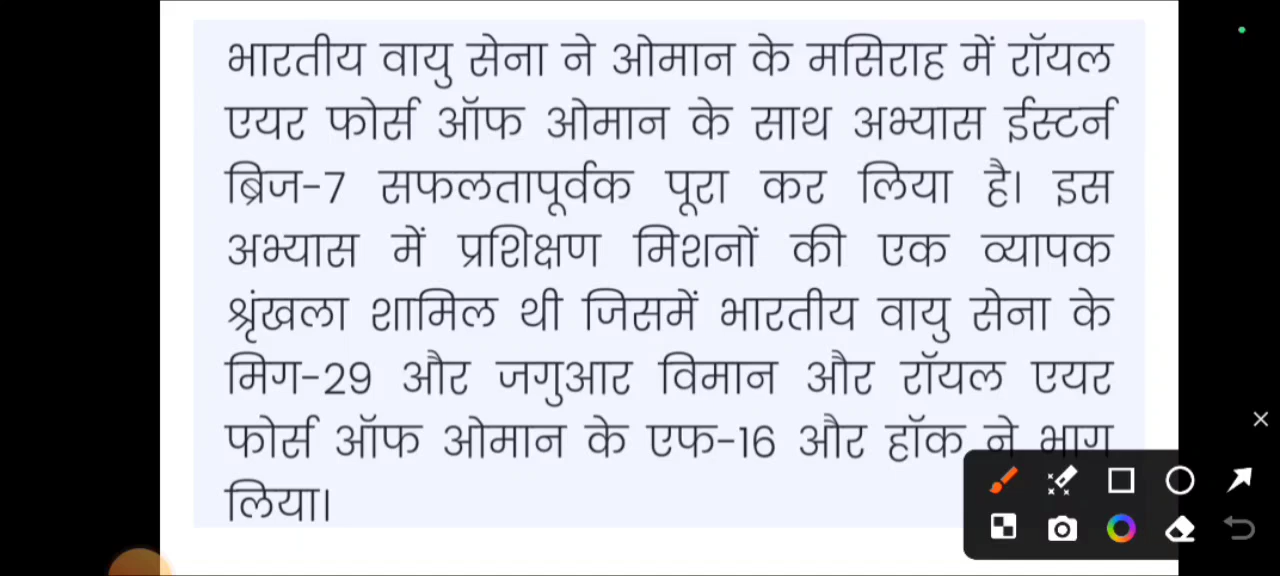 भारतीय वायु सेना ने ओमान के मसिराह में रॉयल
एयर फोर्स ऑफ ओमान के साथ अभ्यास ईस्टर्न
ब्रिज-7 सफलतापूर्वक पूरा कर लिया है। इस
अभ्यास में प्रशिक्षण मिशनों की एक व्यापक
श्रृंखला शामिल थी जिसमें भारतीय वायु सेना के
मिग-29 और जगुआर विमान और रॉयल एयर
फोर्स ऑफ ओमान के एफ-16 और हॉक ने भाग
लिया।